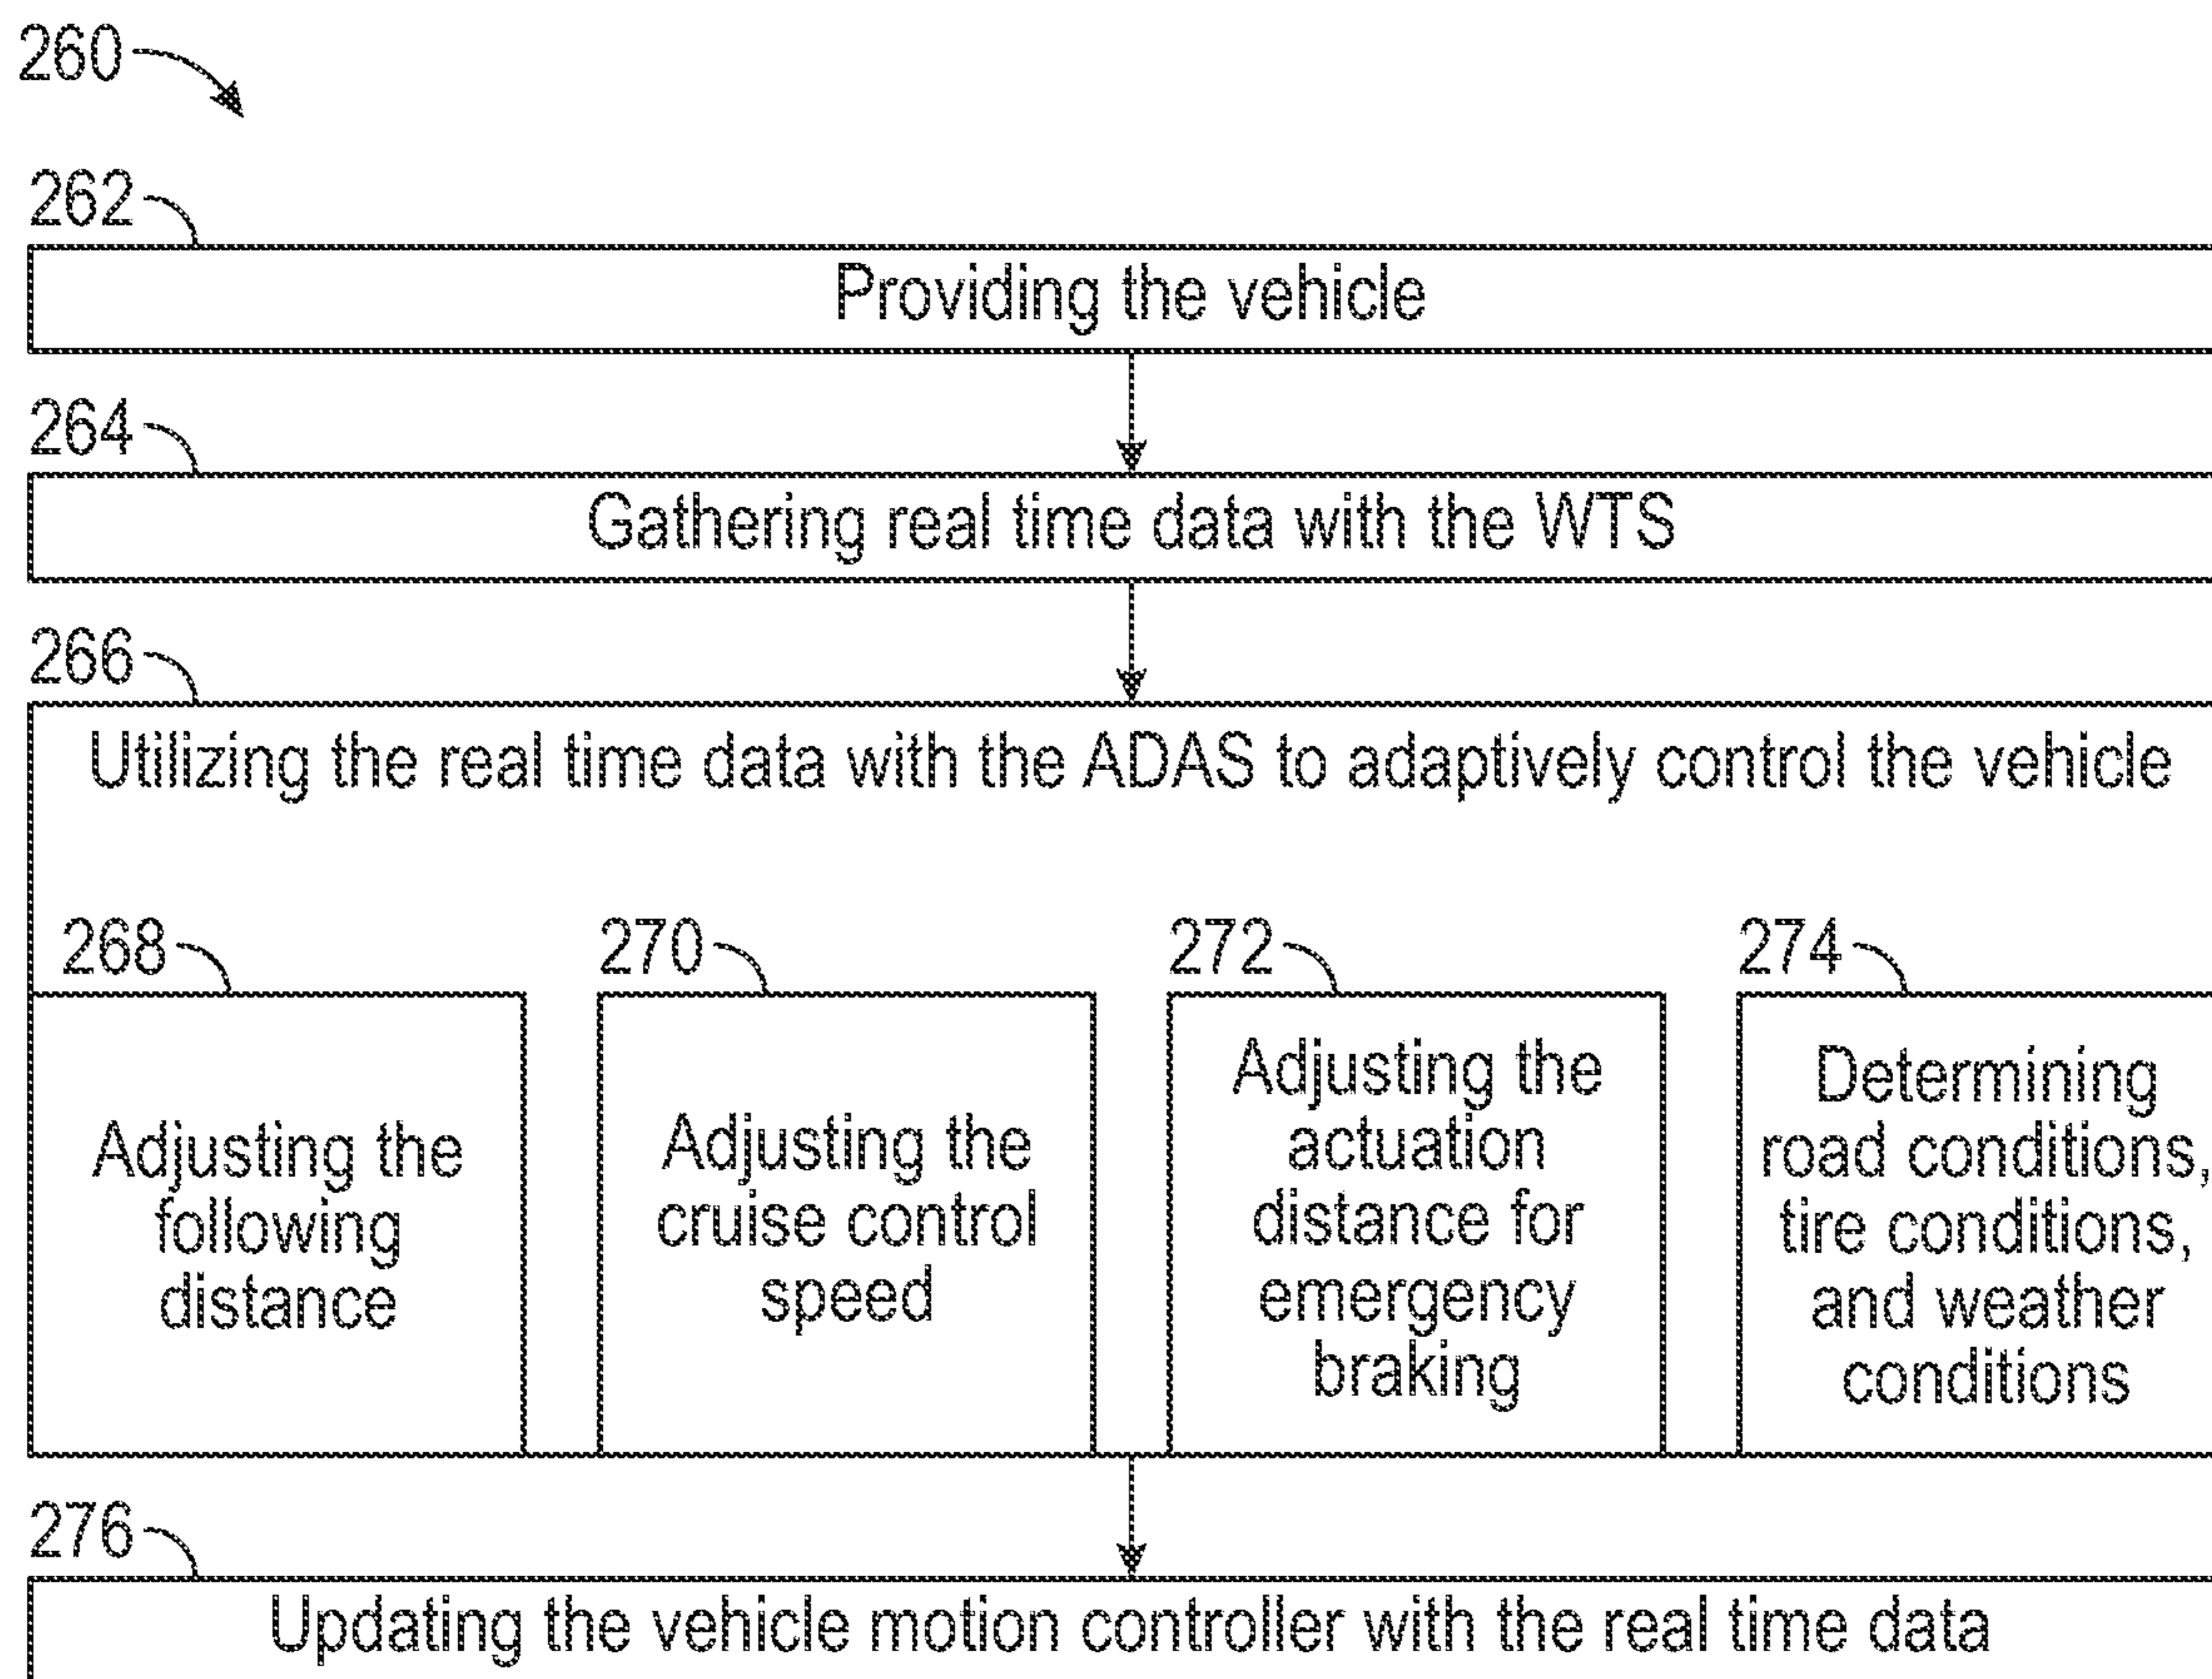 260
262
Providing the vehicle
264
Gathering real time data with the WTS
266
Utilizing the real time data with the ADAS to adaptively control the vehicle
268
Adjusting the
following
distance
270
Adjusting the
cruise control
speed
272
Adjusting the
actuation
distance for
emergency
braking
274
Determining
road conditions,
tire conditions,
and weather
conditions
276
Updating the vehicle motion controller with the real time data